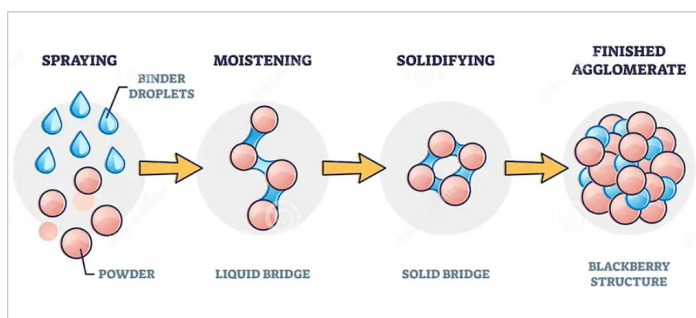 SPRAYING
BINDER
DROPLETS
POWDER
MOISTENING
LIQUID BRIDGE
SOLIDIFYING
SOLID BRIDGE
FINISHED
AGGLOMERATE
BLACKBERRY
STRUCTURE